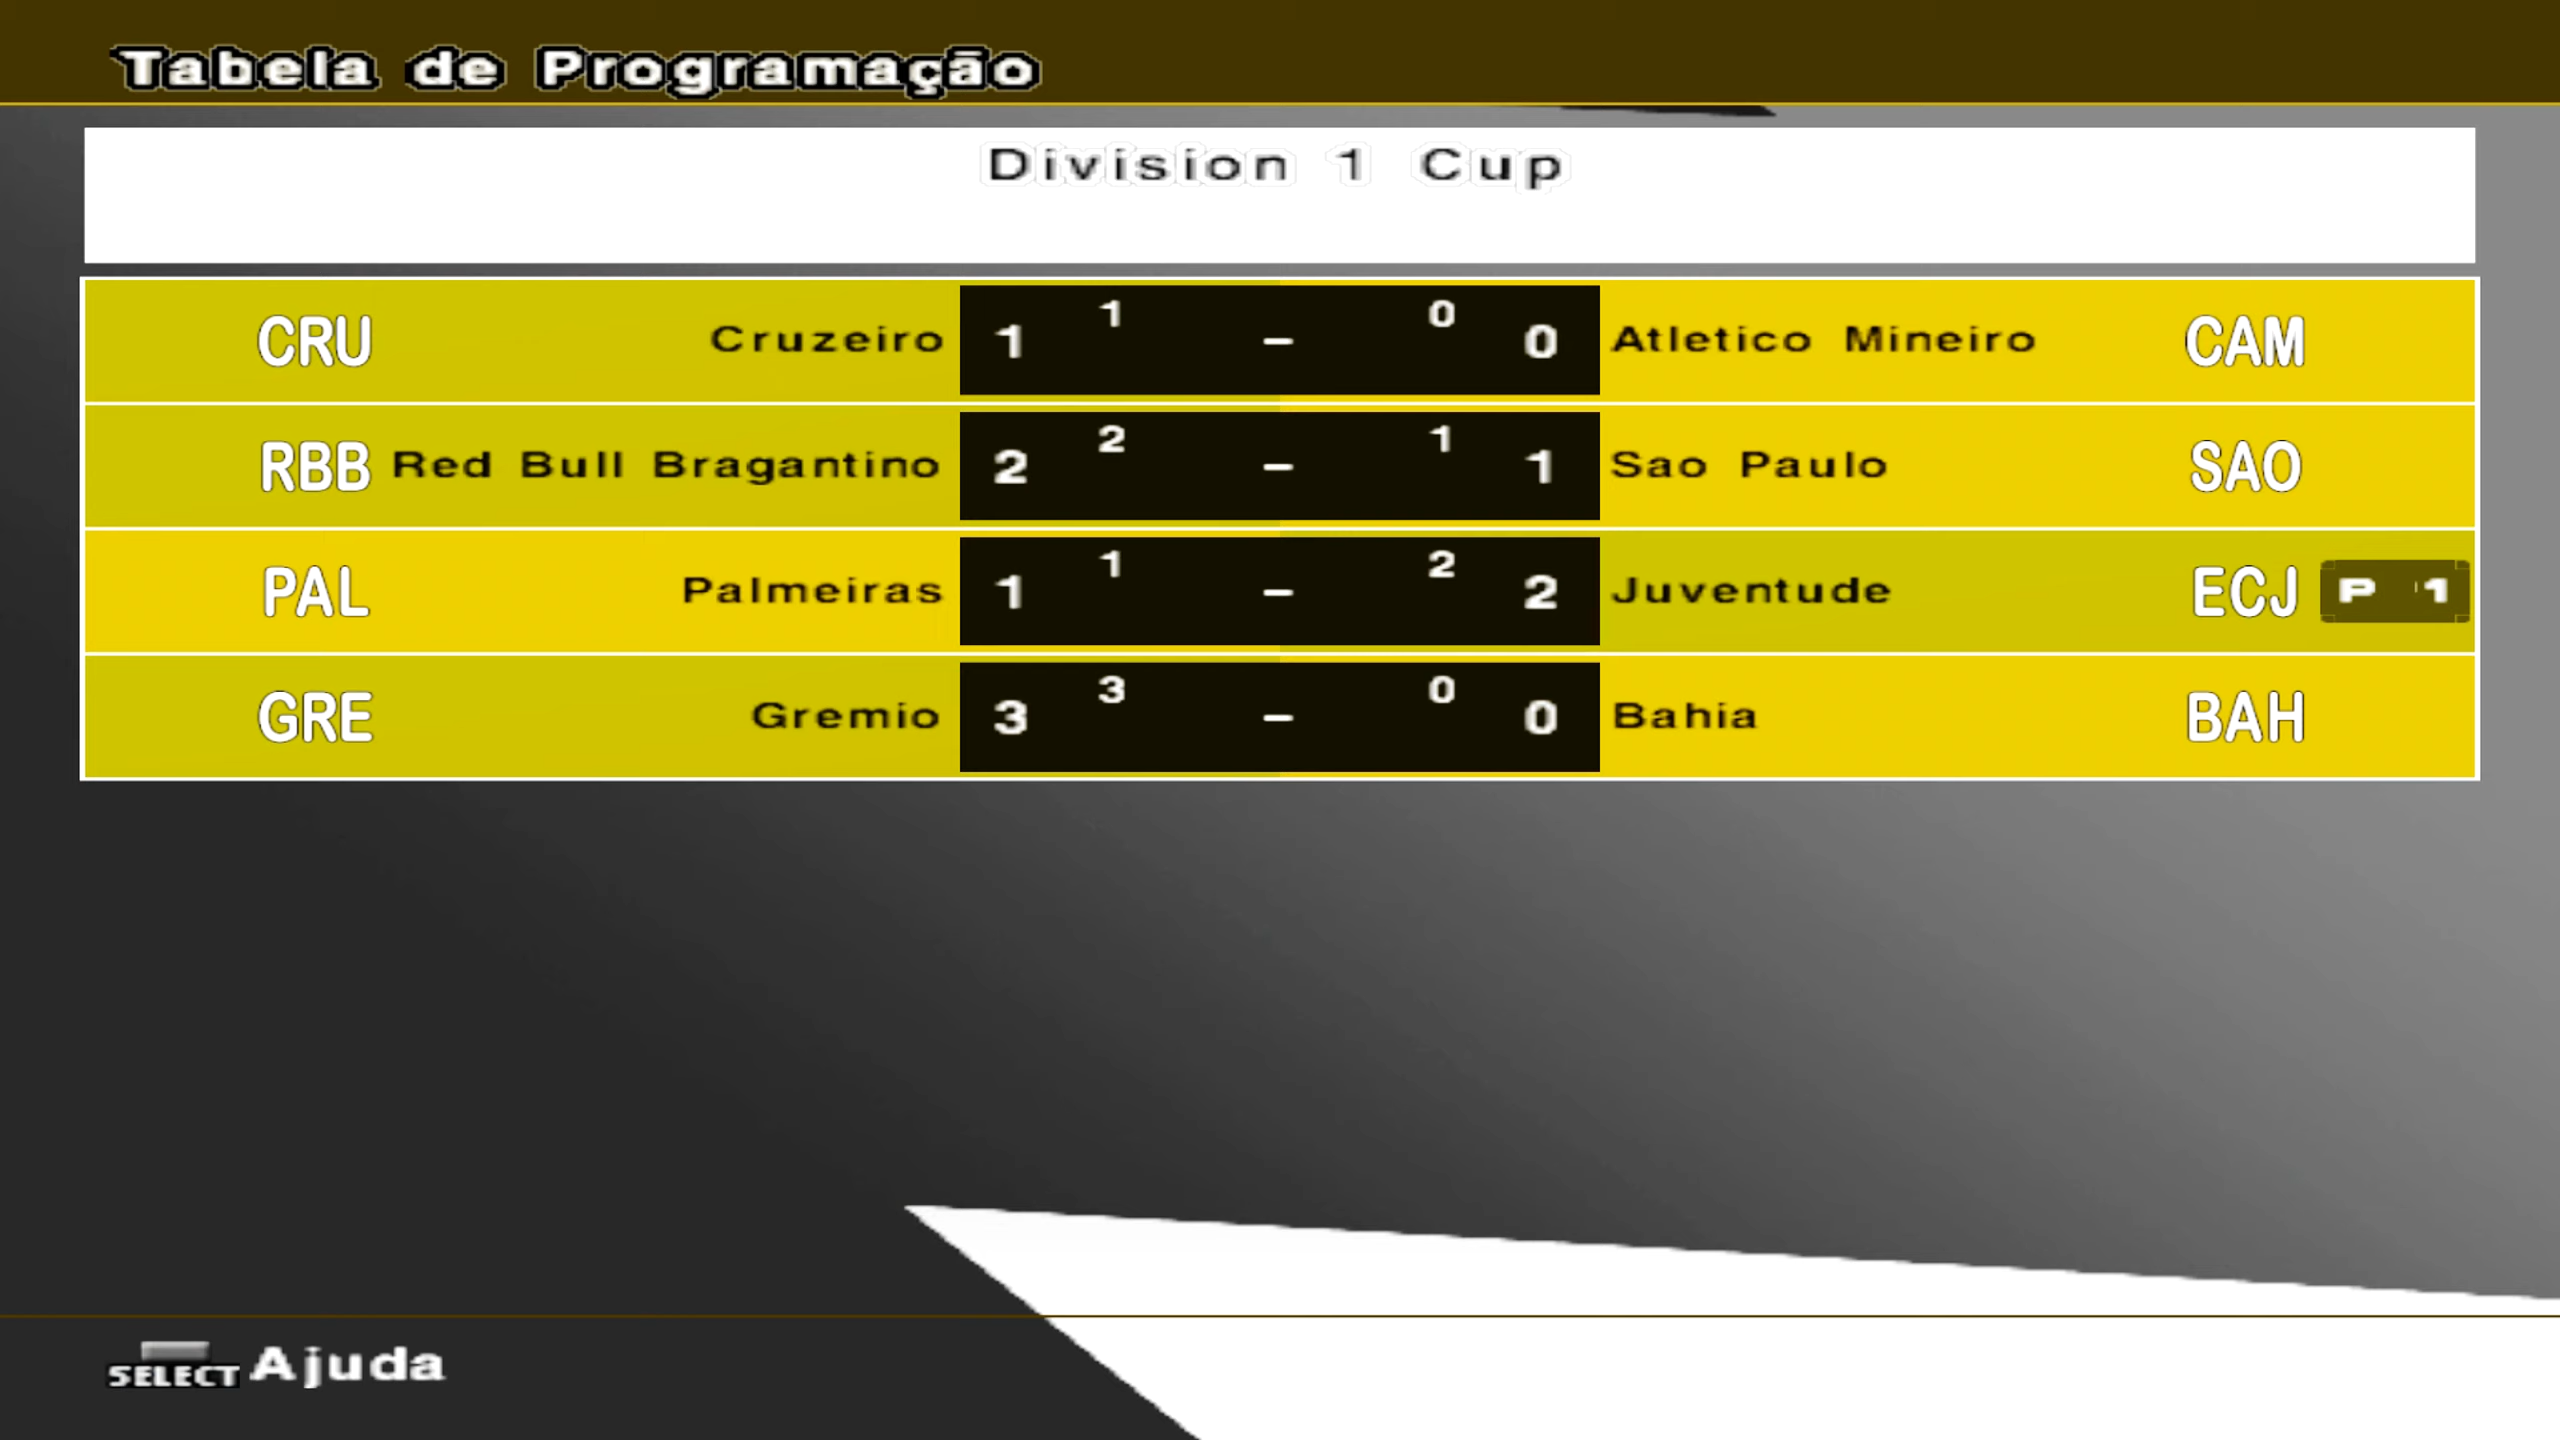 Tabela de Programação
Division 1 Cup
CRU Cruzeiro 1 1 - 0 0 Atletico Mineiro CAM
RBB Red Bull Bragantino 2 2 - 1 1 Sao Paulo SAO
PAL Palmeiras 1 1 - 2 2 Juventude ECJ P 1
GRE Gremio 3 3 - 0 0 Bahia BAH
SELECT Ajuda